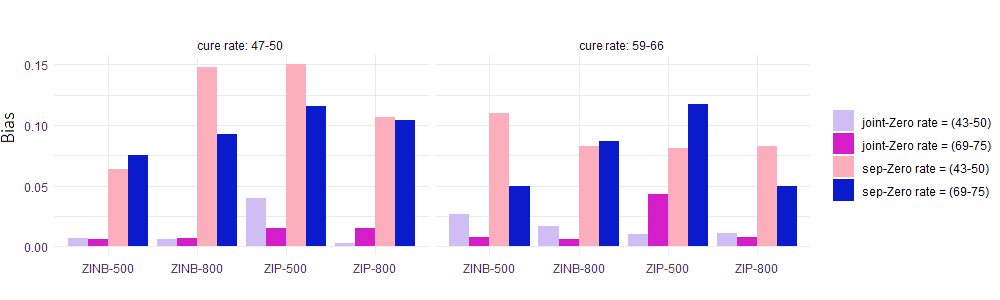 cure rate: 47-50
cure rate: 59-66
Bias
0.15
0.10
0.05
0.00
ZINB-500 ZINB-800 ZIP-500 ZIP-800
ZINB-500 ZINB-800 ZIP-500 ZIP-800
joint-Zero rate = (43-50)
joint-Zero rate = (69-75)
sep-Zero rate = (43-50)
sep-Zero rate = (69-75)